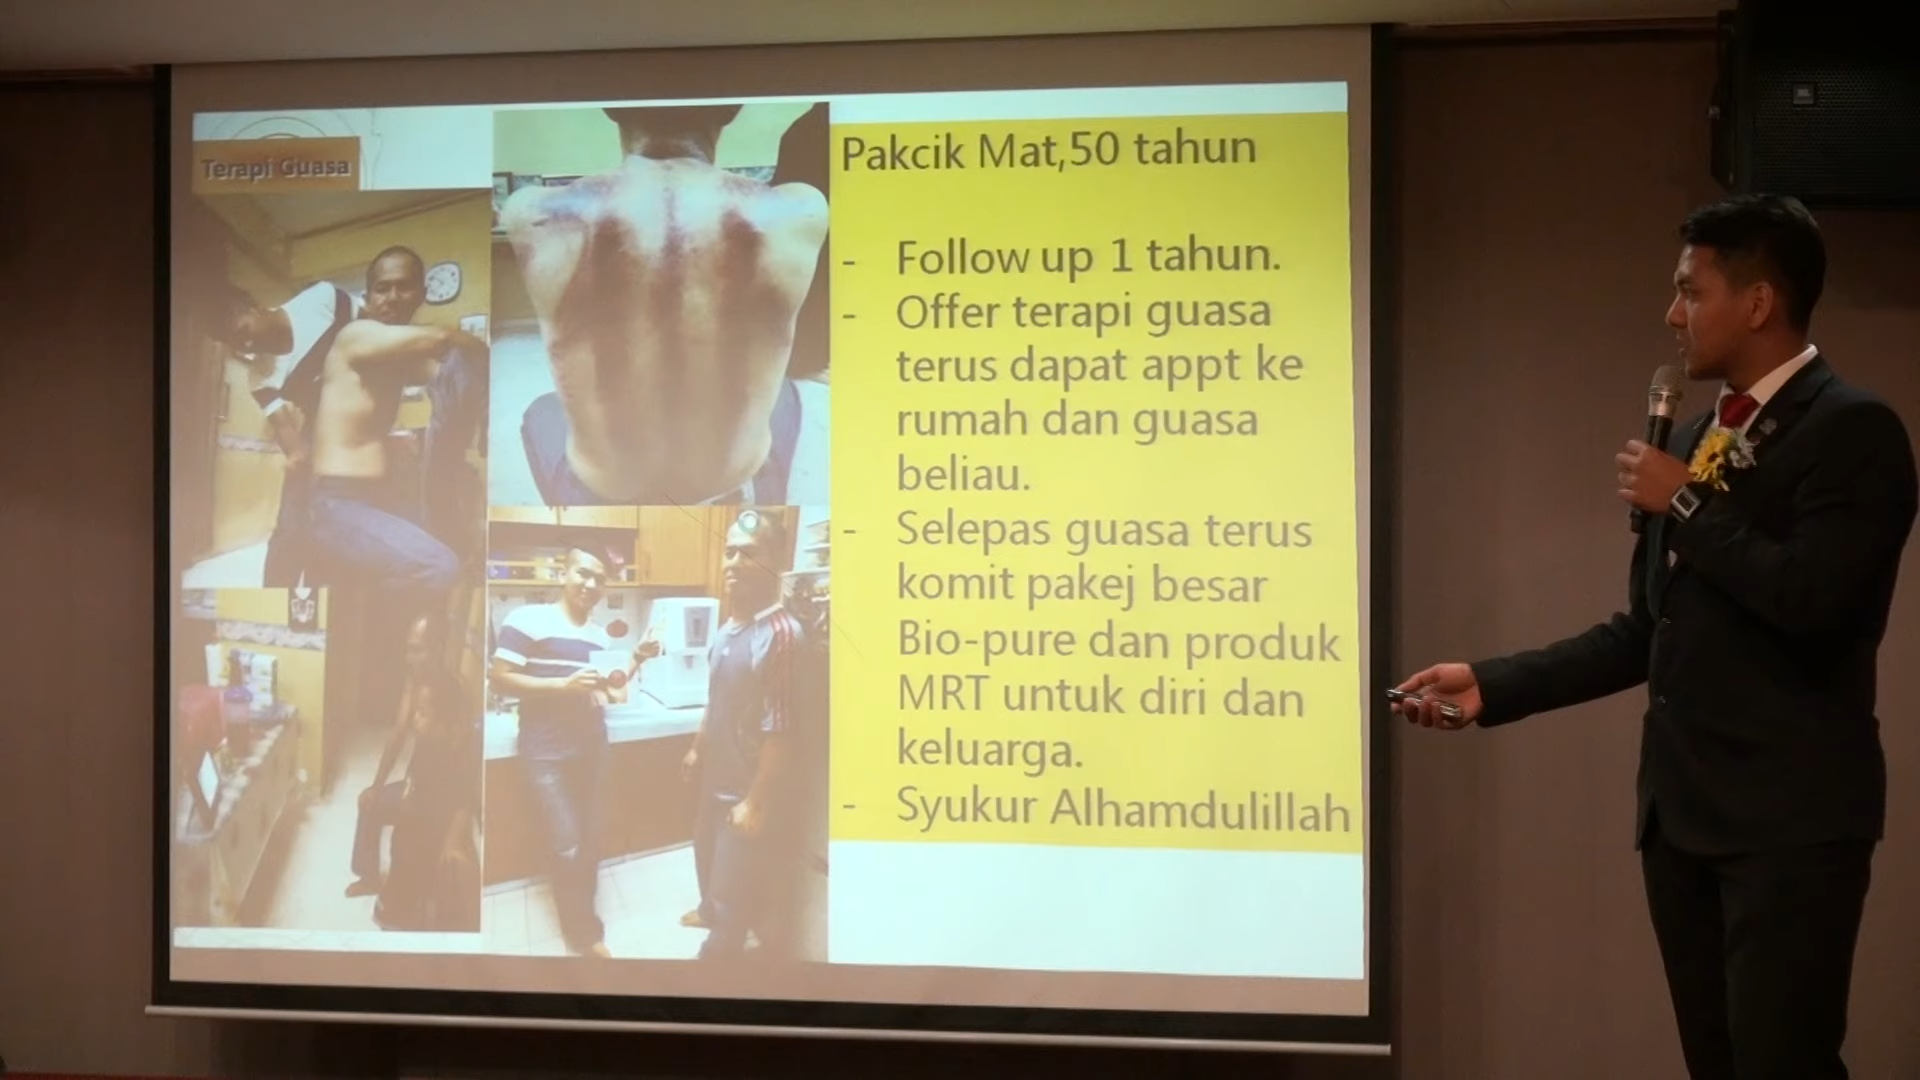 Terapi Guasa
Pakcik Mat,50 tahun
- Follow up 1 tahun.
- Offer terapi guasa
terus dapat appt ke
rumah dan guasa
beliau.
- Selepas guasa terus
komit pakej besar
Bio-pure dan produk
MRT untuk diri dan
keluarga.
- Syukur Alhamdulillah